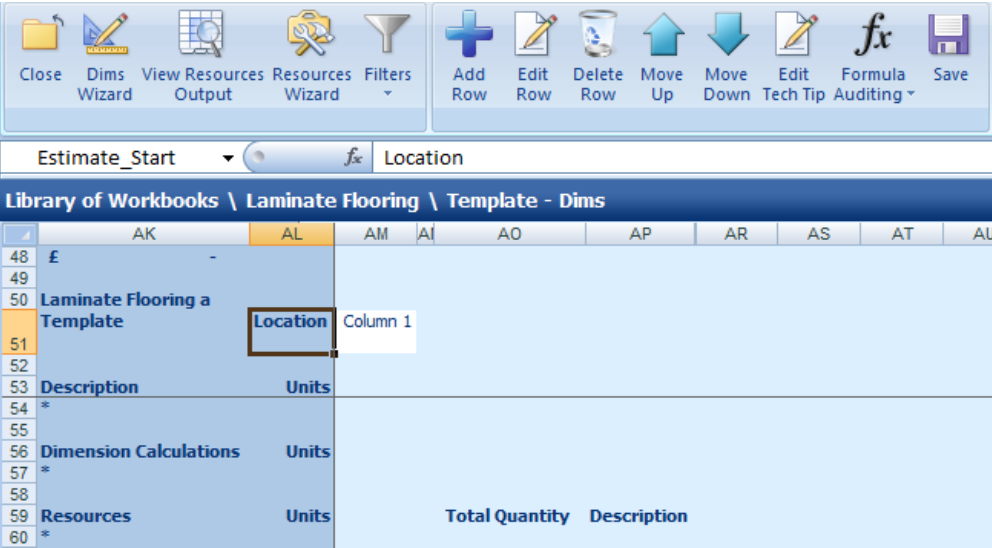 Close Dims Wizard View Resources Output Resources Wizard Filters Add Row Edit Row Delete Row Move Up Move Down Edit Tech Tip Formula Auditing Save
fx
Estimate_Start fx Location
Library of Workbooks \ Laminate Flooring \ Template - Dims
AK AL AM AO AP AR AS AT AU
48 £ -
49
50 Laminate Flooring a
Template Location Column 1
51
52
53 Description Units
54 *
55
56 Dimension Calculations Units
57 *
58
59 Resources Units Total Quantity Description
60 *